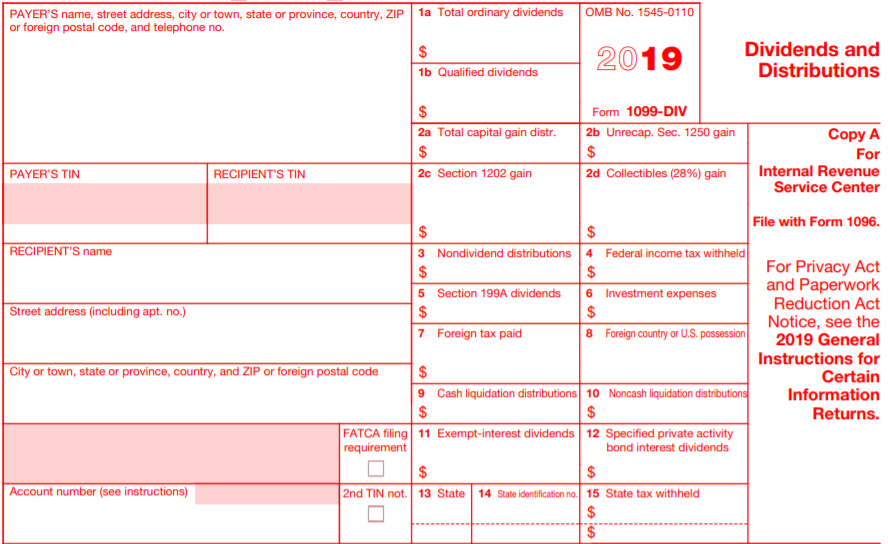 PAYER'S name, street address, city or town, state or province, country, ZIP
or foreign postal code, and telephone no.
1a Total ordinary dividends
$
1b Qualified dividends
$
OMB No. 1545-0110
2019
Form 1099-DIV
Dividends and
Distributions
2a Total capital gain distr.
$
2b Unrecap. Sec. 1250 gain
$
Copy A
For
Internal Revenue
Service Center
File with Form 1096.
PAYER'S TIN
RECIPIENT'S TIN
2c Section 1202 gain
$
2d Collectibles (28%) gain
$
RECIPIENT'S name
3 Nondividend distributions
$
4 Federal income tax withheld
$
For Privacy Act
and Paperwork
Reduction Act
Notice, see the
2019 General
Instructions for
Certain
Information
Returns.
5 Section 199A dividends
$
6 Investment expenses
$
Street address (including apt. no.)
7 Foreign tax paid
$
8 Foreign country or U.S. possession
City or town, state or province, country, and ZIP or foreign postal code
9 Cash liquidation distributions
$
10 Noncash liquidation distributions
$
FATCA filing
requirement
11 Exempt-interest dividends
$
12 Specified private activity
bond interest dividends
$
Account number (see instructions)
2nd TIN not.
13 State
14 State identification no.
15 State tax withheld
$
$